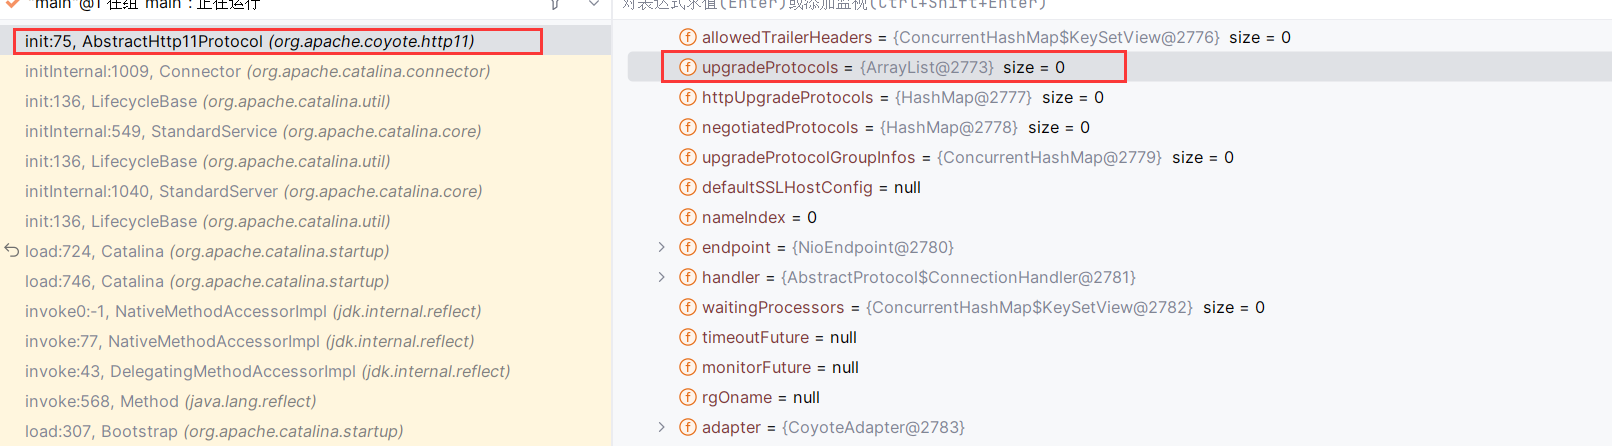 "main"@1 在组 "main": 正在运行
init:75, AbstractHttp11Protocol (org.apache.coyote.http11)
initInternal:1009, Connector (org.apache.catalina.connector)
init:136, LifecycleBase (org.apache.catalina.util)
initInternal:549, StandardService (org.apache.catalina.core)
init:136, LifecycleBase (org.apache.catalina.util)
initInternal:1040, StandardServer (org.apache.catalina.core)
init:136, LifecycleBase (org.apache.catalina.util)
load:724, Catalina (org.apache.catalina.startup)
load:746, Catalina (org.apache.catalina.startup)
invoke0:-1, NativeMethodAccessorImpl (jdk.internal.reflect)
invoke:77, NativeMethodAccessorImpl (jdk.internal.reflect)
invoke:43, DelegatingMethodAccessorImpl (jdk.internal.reflect)
invoke:568, Method (java.lang.reflect)
load:307, Bootstrap (org.apache.catalina.startup)
对表达式求值(Enter)或添加监视(Ctrl+Shift+Enter)
allowedTrailerHeaders = {ConcurrentHashMap$KeySetView@2776} size = 0
upgradeProtocols = {ArrayList@2773} size = 0
httpUpgradeProtocols = {HashMap@2777} size = 0
negotiatedProtocols = {HashMap@2778} size = 0
upgradeProtocolGroupInfos = {ConcurrentHashMap@2779} size = 0
defaultSSLHostConfig = null
nameIndex = 0
endpoint = {NioEndpoint@2780}
handler = {AbstractProtocol$ConnectionHandler@2781}
waitingProcessors = {ConcurrentHashMap$KeySetView@2782} size = 0
timeoutFuture = null
monitorFuture = null
rgOname = null
adapter = {CoyoteAdapter@2783}